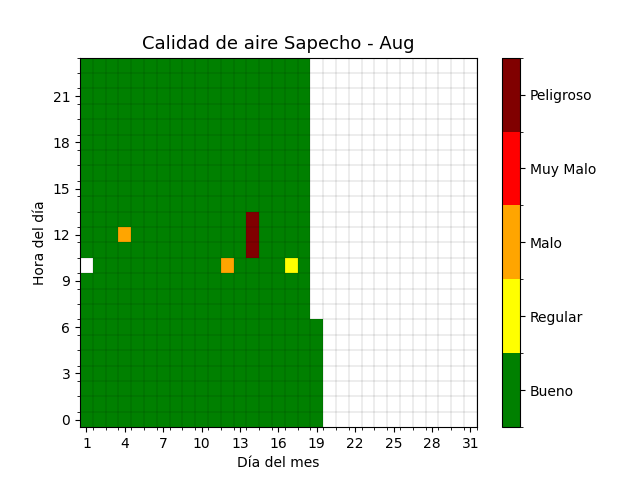 Calidad de aire Sapecho - Aug
Hora del día
21
18
15
12
9
6
3
0
1 4 7 10 13 16 19 22 25 28 31
Día del mes
Peligroso
Muy Malo
Malo
Regular
Bueno